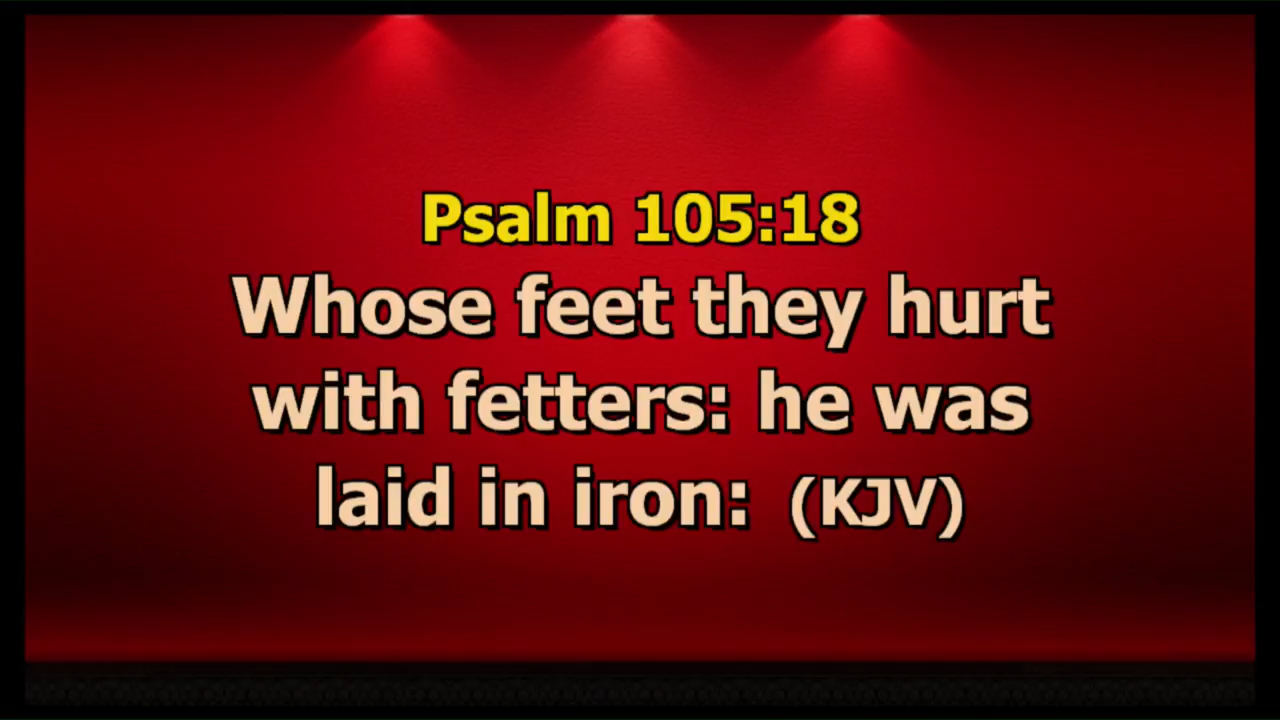 Psalm 105:18
Whose feet they hurt
with fetters: he was
laid in iron: (KJV)